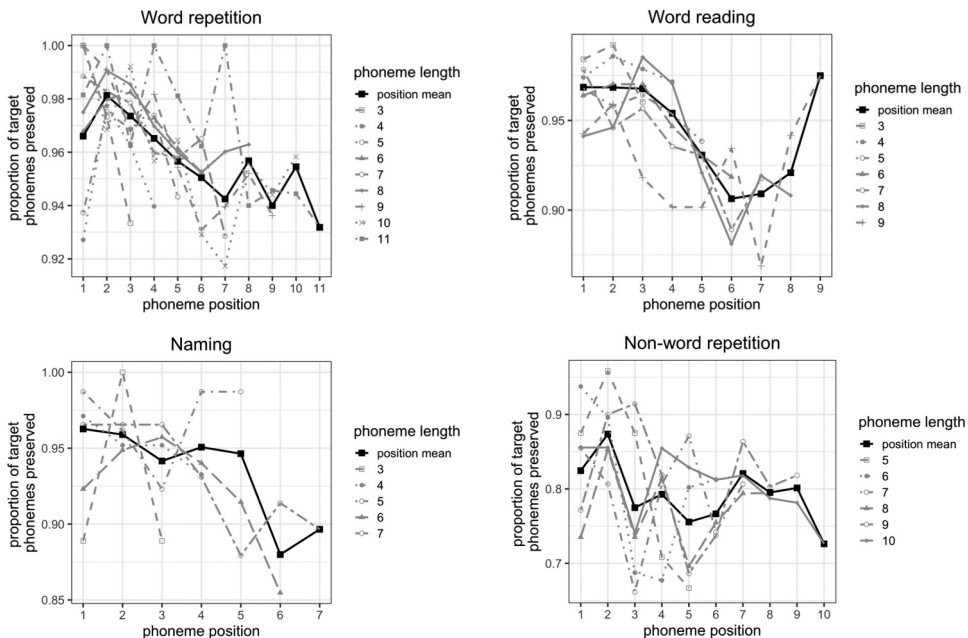 Word repetition
1.00
0.98
0.96
0.94
0.92
proportion of target
phonemes preserved
1 2 3 4 5 6 7 8 9 10 11
phoneme position
phoneme length
position mean
3
4
5
6
7
8
9
10
11
Word reading
0.95
0.90
proportion of target
phonemes preserved
1 2 3 4 5 6 7 8 9
phoneme position
phoneme length
position mean
3
4
5
6
7
8
9
Naming
1.00
0.95
0.90
0.85
proportion of target
phonemes preserved
1 2 3 4 5 6 7
phoneme position
phoneme length
position mean
3
4
5
6
7
Non-word repetition
0.9
0.8
0.7
proportion of target
phonemes preserved
1 2 3 4 5 6 7 8 9 10
phoneme position
phoneme length
position mean
5
6
7
8
9
10